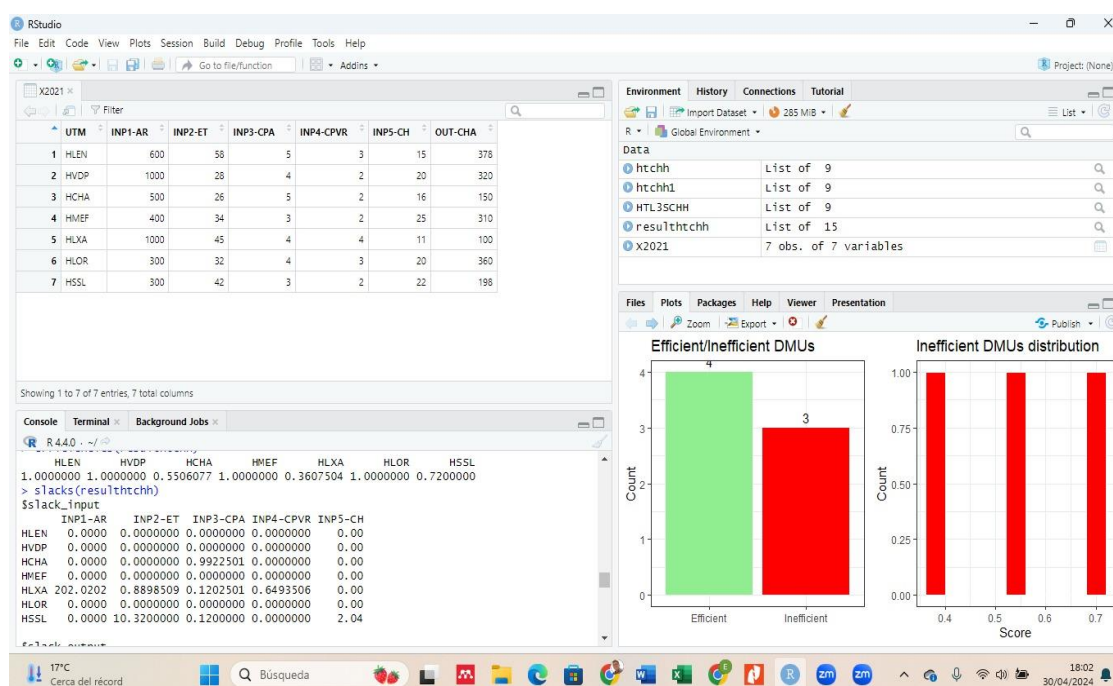 RStudio
File Edit Code View Plots Session Build Debug Profile Tools Help
Go to file/function Addins
Project: (None)
X2021
Filter
UTM INP1-AR INP2-ET INP3-CPA INP4-CPVR INP5-CH OUT-CHA
1 HLEN 600 58 5 3 15 378
2 HVDP 1000 28 4 2 20 320
3 HCHA 500 26 5 2 16 150
4 HMEF 400 34 3 2 25 310
5 HLXA 1000 45 4 4 11 100
6 HLOR 300 32 4 3 20 360
7 HSSL 300 42 3 2 22 198
Showing 1 to 7 of 7 entries, 7 total columns
Console Terminal Background Jobs
R 4.4.0 · ~/
HLEN HVDP HCHA HMEF HLXA HLOR HSSL
1.0000000 1.0000000 0.5506077 1.0000000 0.3607504 1.0000000 0.7200000
> slacks(resulthtchh)
$slack_input
INP1-AR INP2-ET INP3-CPA INP4-CPVR INP5-CH
HLEN 0.0000 0.0000000 0.0000000 0.0000000 0.00
HVDP 0.0000 0.0000000 0.0000000 0.0000000 0.00
HCHA 0.0000 0.0000000 0.9922501 0.0000000 0.00
HMEF 0.0000 0.0000000 0.0000000 0.0000000 0.00
HLXA 202.0202 0.8898509 0.1202501 0.6493506 0.00
HLOR 0.0000 0.0000000 0.0000000 0.0000000 0.00
HSSL 0.0000 10.3200000 0.1200000 0.0000000 2.04
Environment History Connections Tutorial
Import Dataset 285 MiB List
R Global Environment
Data
htchh List of 9
htchh1 List of 9
HTL3SCHH List of 9
resulthtchh List of 15
X2021 7 obs. of 7 variables
Files Plots Packages Help Viewer Presentation
Zoom Export Publish
Efficient/Inefficient DMUs
4
3
4
3
2
1
0
Count
Efficient Inefficient
Inefficient DMUs distribution
1.00
0.75
0.50
0.25
0.00
Count
0.4 0.5 0.6 0.7
Score
17°C
Cerca del récord
Búsqueda
18:02
30/04/2024